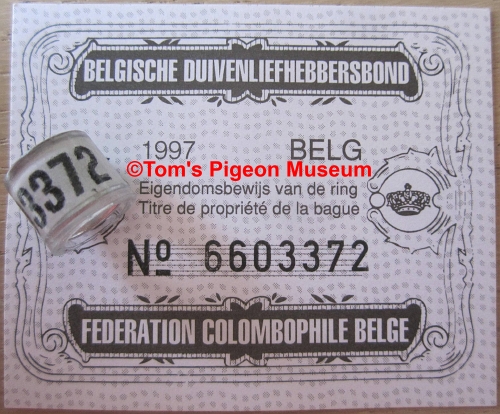 BELGISCHE DUIVENLIEFHEBBERSBOND
1997 BELG
©Tom's Pigeon Museum
Eigendomsbewijs van de ring
Titre de propriété de la bague
3372
Nº 6603372
FEDERATION COLOMBOPHILE BELGE